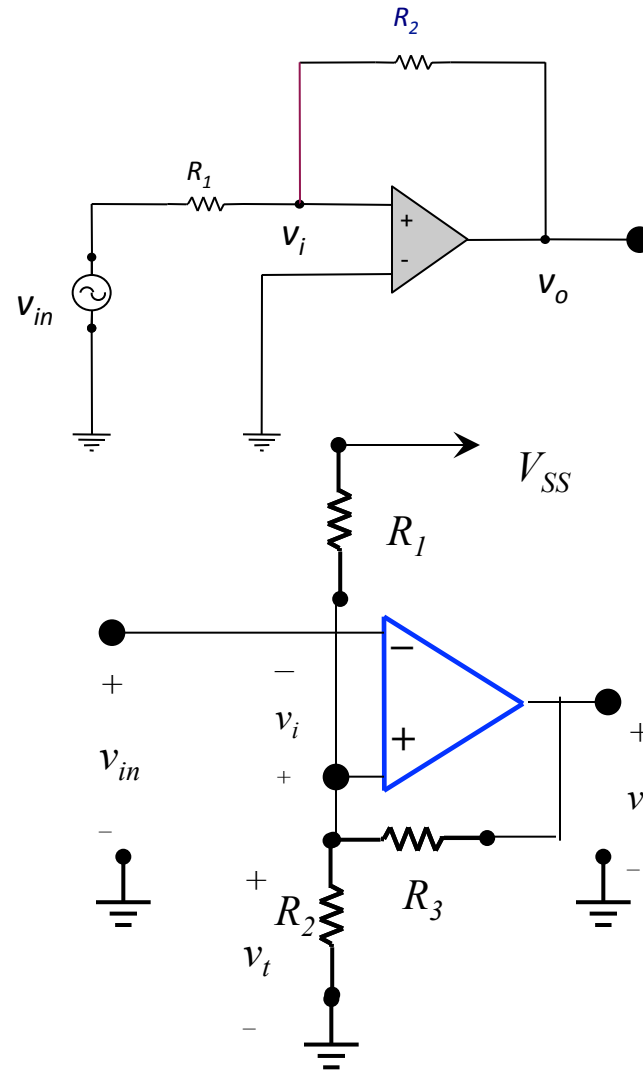 R2
R1
+
vi
-
vin
vo
VSS
R1
−
+
−
vi
+
vin
+
+
v
−
−
R3
+
R2
vt
−